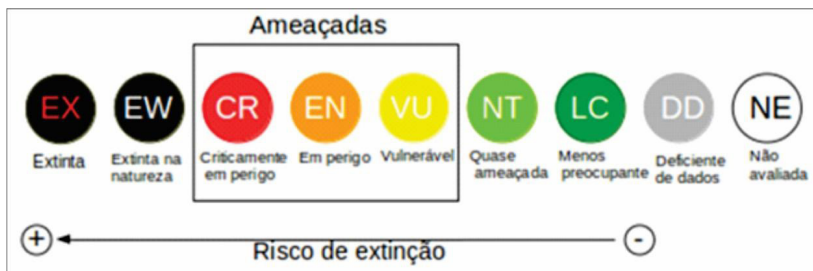 Ameaçadas
EX EW CR EN VU NT LC DD NE
Extinta
Extinta na
natureza
Criticamente
em perigo
Em perigo
Vulnerável
Quase
ameaçada
Menos
preocupante
Deficiente
de dados
Não
avaliada
+ -
Risco de extinção